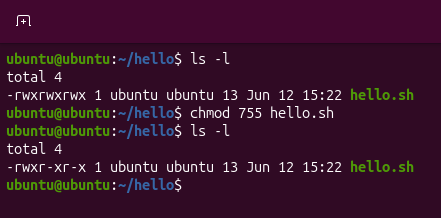 ubuntu@ubuntu:~/hello$ ls -l
total 4
-rwxrwxrwx 1 ubuntu ubuntu 13 Jun 12 15:22 hello.sh
ubuntu@ubuntu:~/hello$ chmod 755 hello.sh
ubuntu@ubuntu:~/hello$ ls -l
total 4
-rwxr-xr-x 1 ubuntu ubuntu 13 Jun 12 15:22 hello.sh
ubuntu@ubuntu:~/hello$